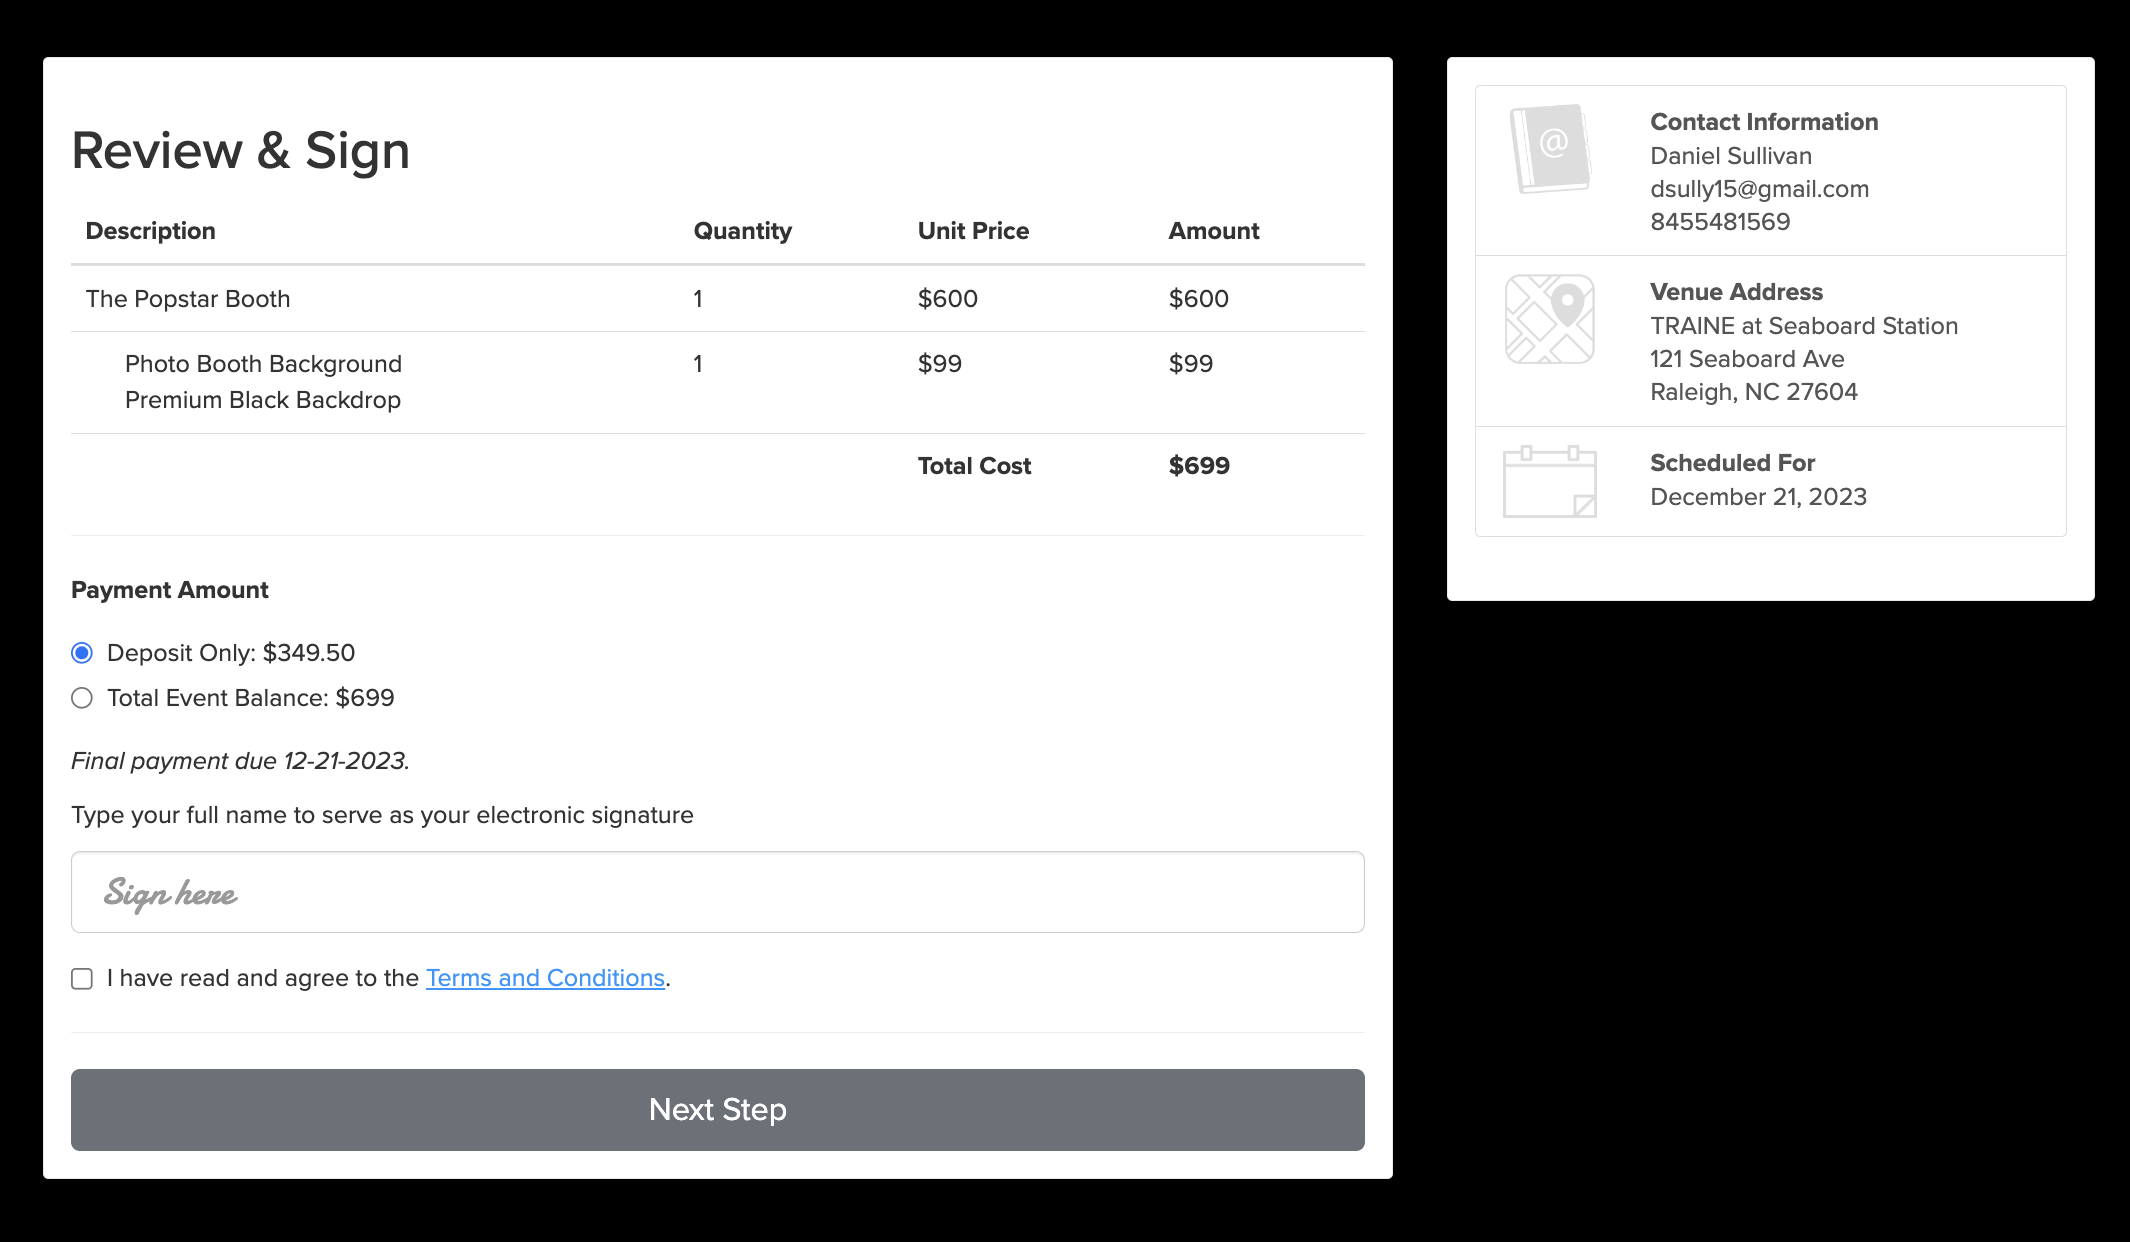 Review & Sign
Description Quantity Unit Price Amount
The Popstar Booth 1 $600 $600
Photo Booth Background 1 $99 $99
Premium Black Backdrop
Total Cost $699
Payment Amount
Deposit Only: $349.50
Total Event Balance: $699
Final payment due 12-21-2023.
Type your full name to serve as your electronic signature
Sign here
I have read and agree to the Terms and Conditions.
Next Step
@
Contact Information
Daniel Sullivan
dsully15@gmail.com
8455481569
Venue Address
TRAINE at Seaboard Station
121 Seaboard Ave
Raleigh, NC 27604
Scheduled For
December 21, 2023